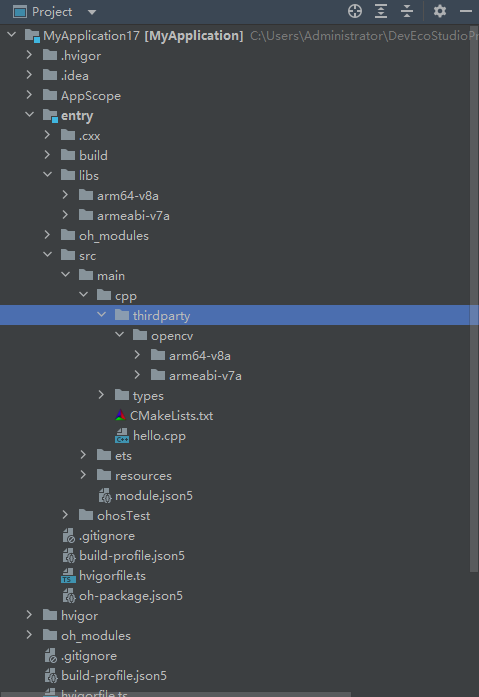 Project
MyApplication17 [MyApplication] C:\Users\Administrator\DevEcoStudioPr
.hvigor
.idea
AppScope
entry
.cxx
build
libs
arm64-v8a
armeabi-v7a
oh_modules
src
main
cpp
thirdparty
opencv
arm64-v8a
armeabi-v7a
types
CMakeLists.txt
hello.cpp
ets
resources
module.json5
ohosTest
.gitignore
build-profile.json5
hvigorfile.ts
oh-package.json5
hvigor
oh_modules
.gitignore
build-profile.json5
hvigorfile.ts